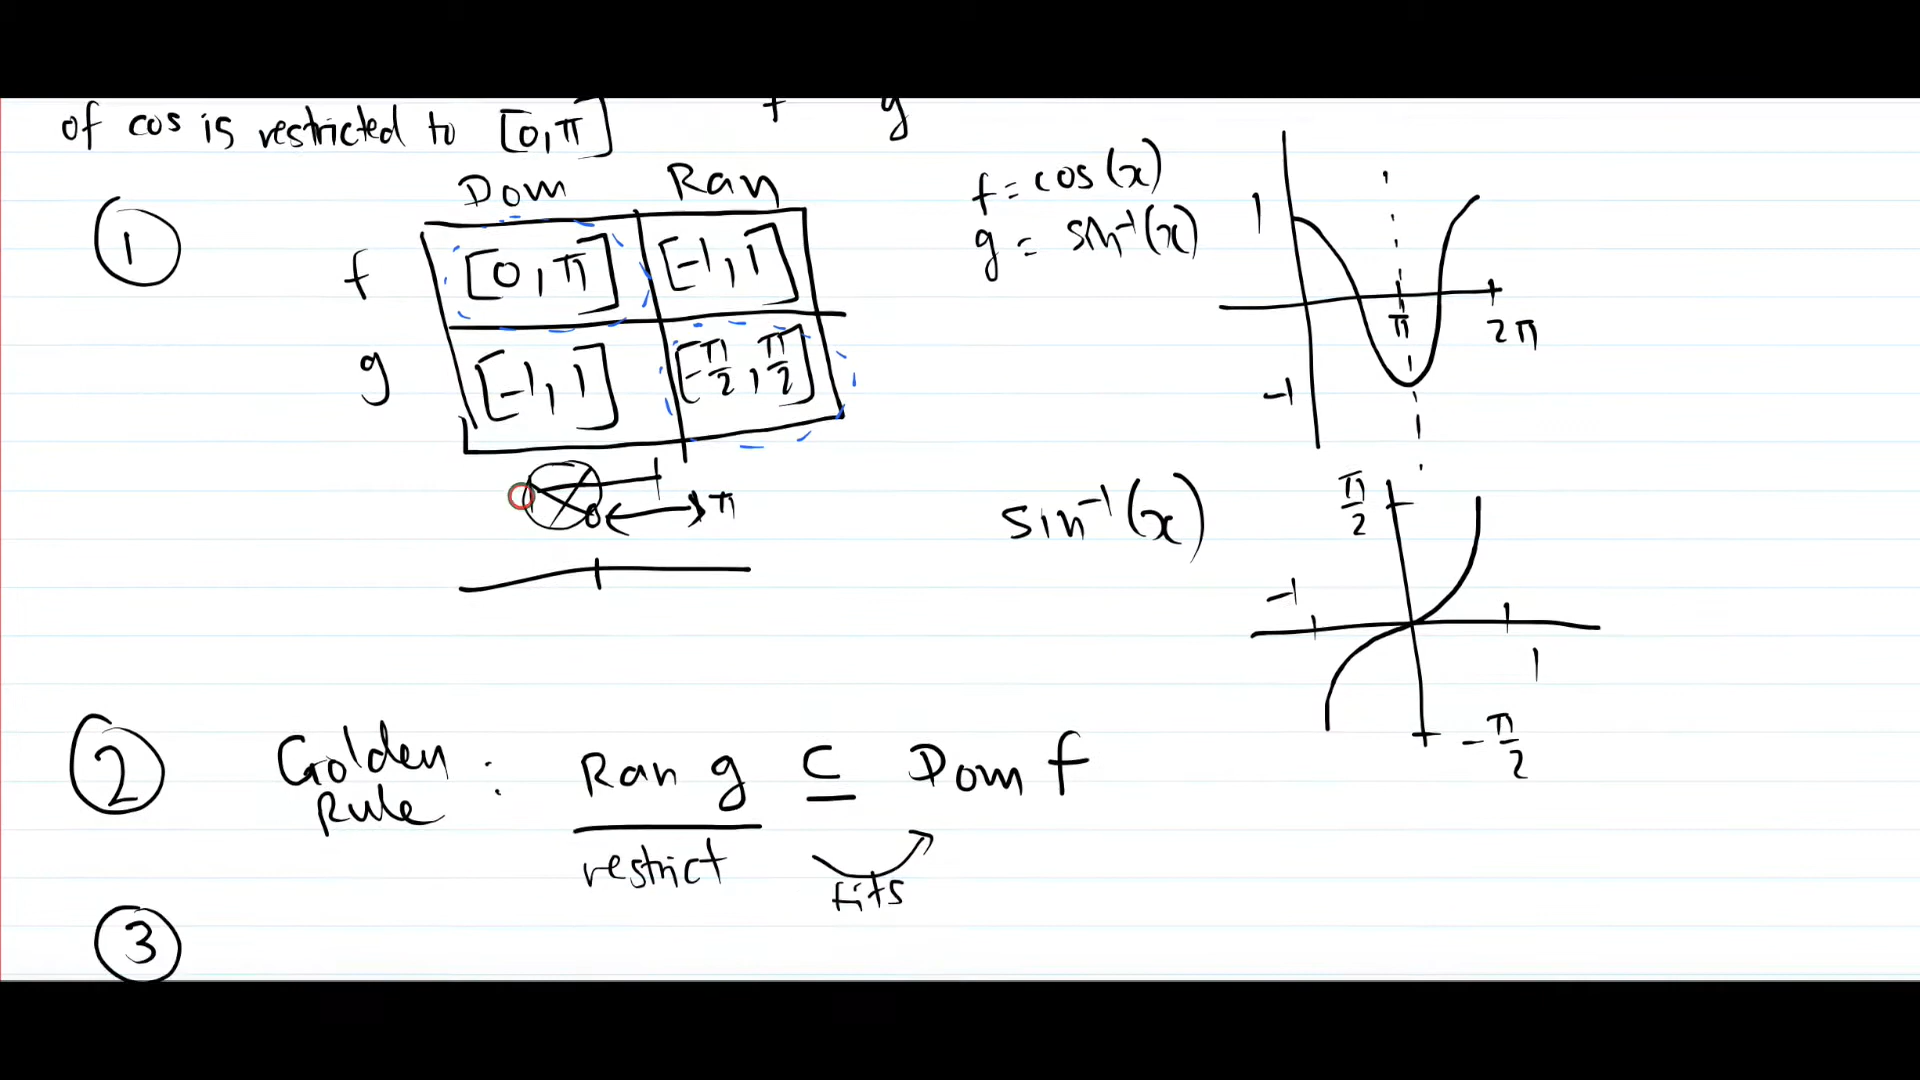 of cos is restricted to [0,π]
f g
① Dom Ran
f [0,π] [-1,1]
g [-1,1] [-π/2,π/2]
0 π
f = cos(x)
g = sin⁻¹(x)
1
π
2π
-1
sin⁻¹(x)
π/2
-1
1
-π/2
② Golden Rule : Ran g ⊆ Dom f
restrict fits
③